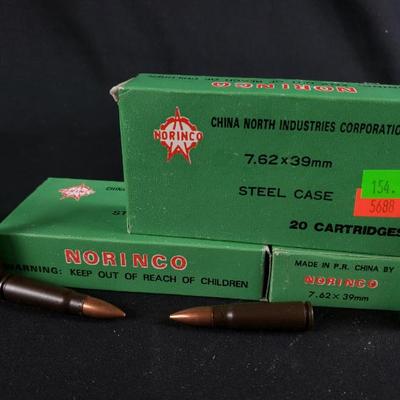 NORINCO
NORINCO
CHINA NORTH INDUSTRIES CORPORATION
7.62×39mm
STEEL CASE
20 CARTRIDGES
154.
5688
NORINCO
WARNING: KEEP OUT OF REACH OF CHILDREN
MADE IN P.R. CHINA BY
NORINCO
7.62×39mm